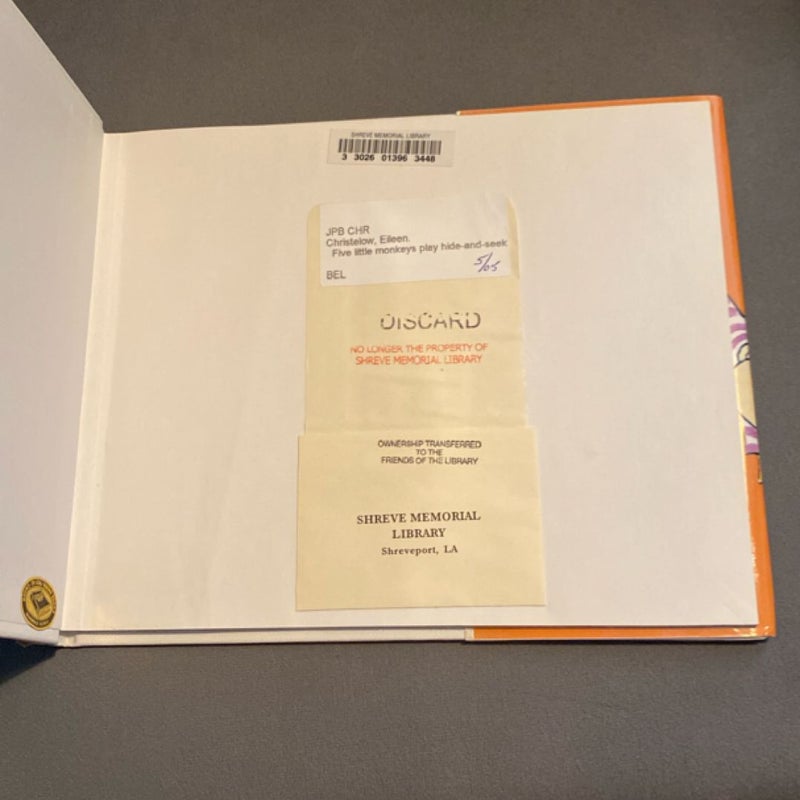 SHREVE MEMORIAL LIBRARY
3 3026 01396 3448
JPB CHR
Christelow, Eileen.
Five little monkeys play hide-and-seek
5/05
BEL
DISCARD
NO LONGER THE PROPERTY OF
SHREVE MEMORIAL LIBRARY
OWNERSHIP TRANSFERRED
TO THE
FRIENDS OF THE LIBRARY
SHREVE MEMORIAL
LIBRARY
Shreveport, LA